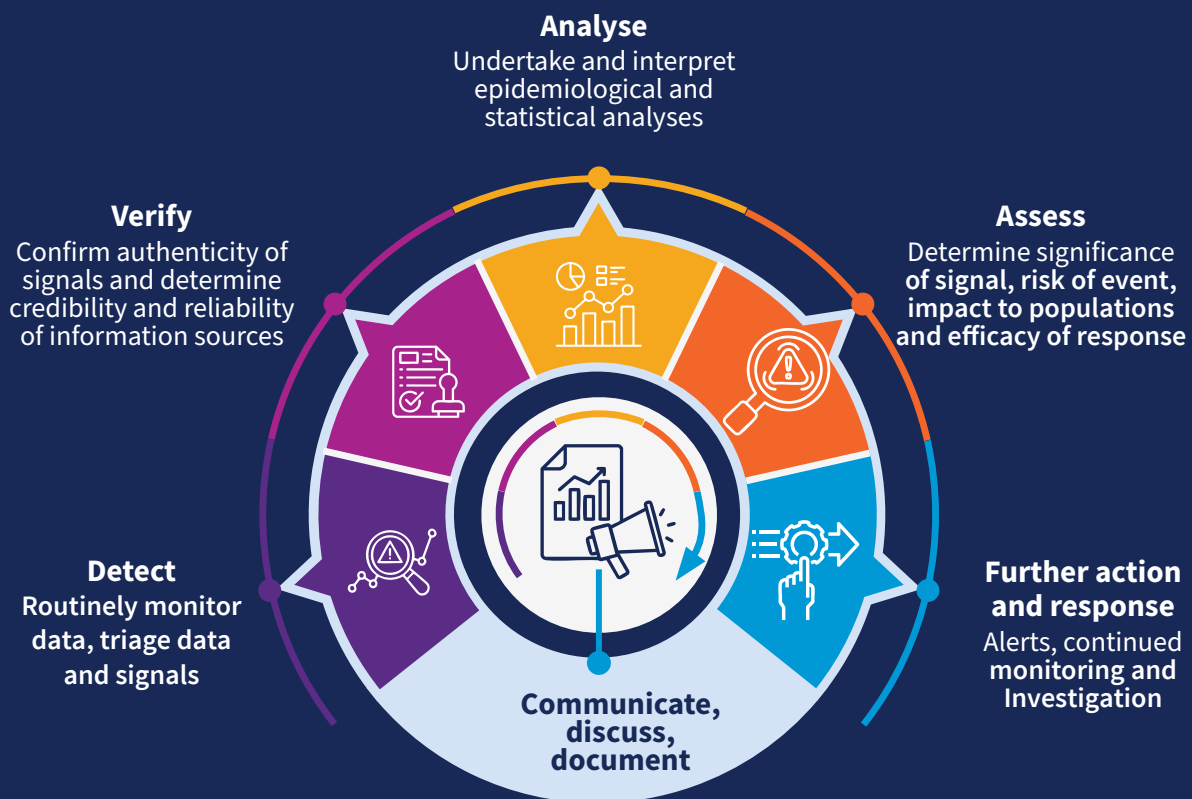 Analyse
Undertake and interpret
epidemiological and
statistical analyses
Verify
Confirm authenticity of
signals and determine
credibility and reliability
of information sources
Assess
Determine significance
of signal, risk of event,
impact to populations
and efficacy of response
Detect
Routinely monitor
data, triage data
and signals
Further action
and response
Alerts, continued
monitoring and
Investigation
Communicate,
discuss,
document